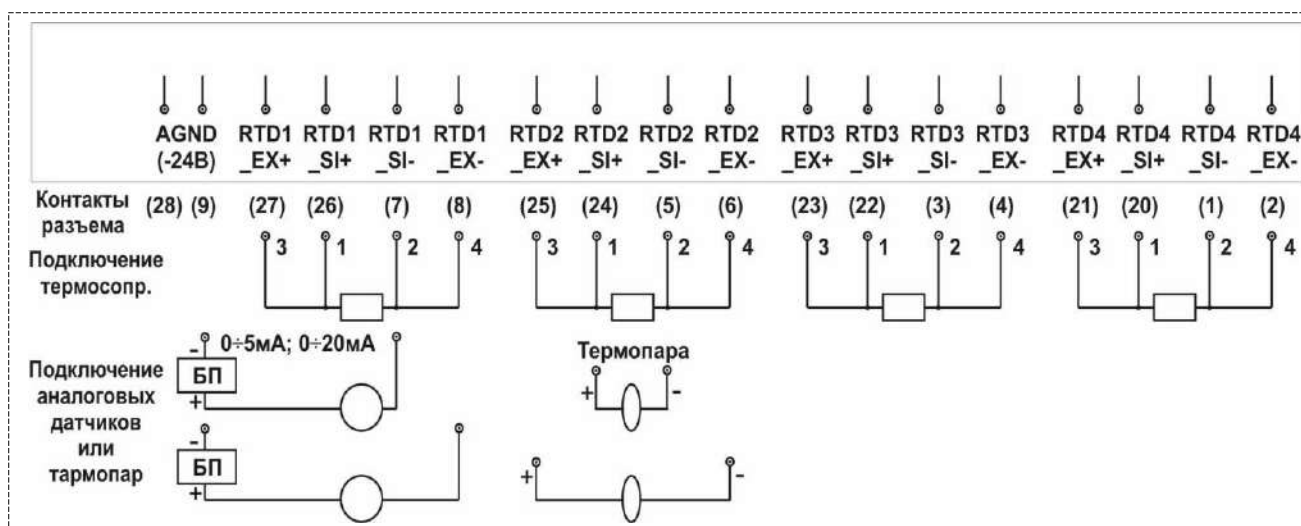 AGND RTD1 RTD1 RTD1 RTD1 RTD2 RTD2 RTD2 RTD2 RTD3 RTD3 RTD3 RTD3 RTD4 RTD4 RTD4 RTD4
(-24В) _EX+ _SI+ _SI- _EX- _EX+ _SI+ _SI- _EX- _EX+ _SI+ _SI- _EX- _EX+ _SI+ _SI- _EX-
Контакты (28) (9) (27) (26) (7) (8) (25) (24) (5) (6) (23) (22) (3) (4) (21) (20) (1) (2)
разъема
3 1 2 4 3 1 2 4 3 1 2 4 3 1 2 4
Подключение
термосопр.
- 0÷5мА; 0÷20мА
Термопара
БП
+
+ -
Подключение
аналоговых
датчиков
или
тармопар
-
БП
+
+ -